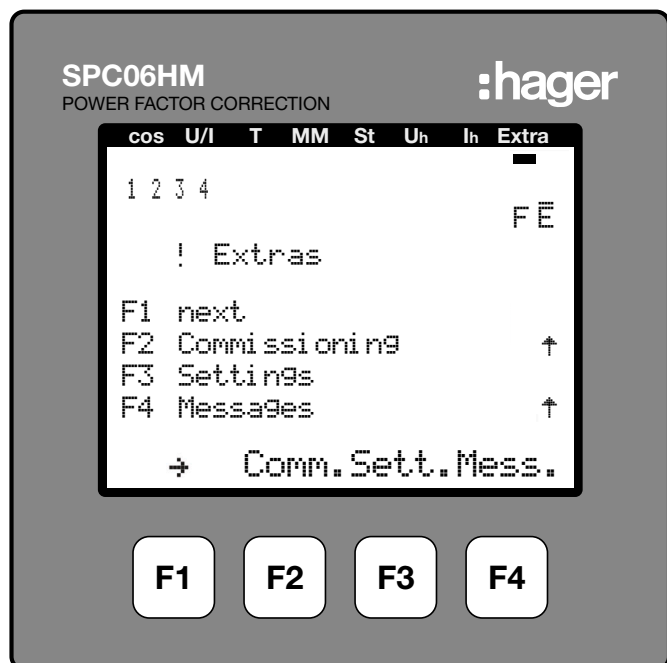 SPC06HM
:hager
POWER FACTOR CORRECTION
cos U/I T MM St Uh Ih Extra
1 2 3 4
F Ē
! Extras
F1 next
F2 Commissioning ↑
F3 Settings
F4 Messages ↑
→ Comm.Sett.Mess.
F1 F2 F3 F4